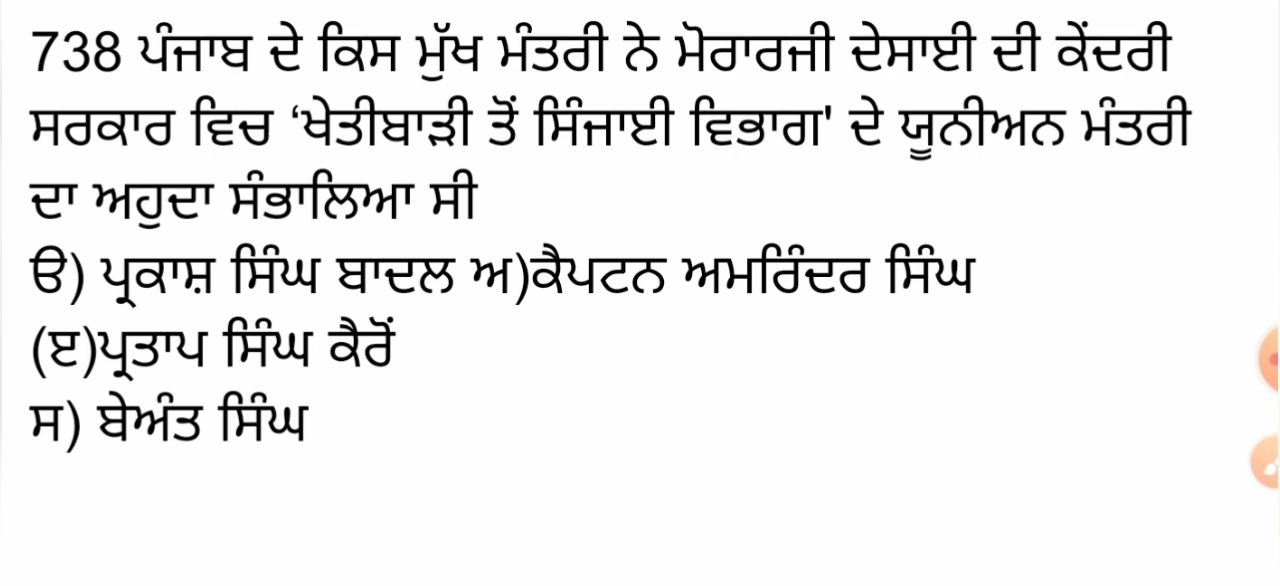 738 ਪੰਜਾਬ ਦੇ ਕਿਸ ਮੁੱਖ ਮੰਤਰੀ ਨੇ ਮੋਰਾਰਜੀ ਦੇਸਾਈ ਦੀ ਕੇਂਦਰੀ
ਸਰਕਾਰ ਵਿਚ ‘ਖੇਤੀਬਾੜੀ ਤੋਂ ਸਿੰਜਾਈ ਵਿਭਾਗ' ਦੇ ਯੂਨੀਅਨ ਮੰਤਰੀ
ਦਾ ਅਹੁਦਾ ਸੰਭਾਲਿਆ ਸੀ
ੳ) ਪ੍ਰਕਾਸ਼ ਸਿੰਘ ਬਾਦਲ ਅ)ਕੈਪਟਨ ਅਮਰਿੰਦਰ ਸਿੰਘ
(ੲ)ਪ੍ਰਤਾਪ ਸਿੰਘ ਕੈਰੋਂ
ਸ) ਬੇਅੰਤ ਸਿੰਘ